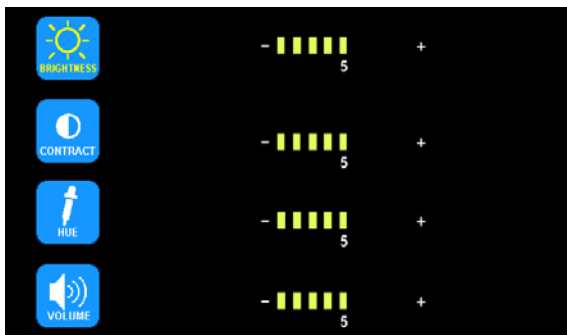 BRIGHTNESS - +
5
CONTRACT - +
5
HUE - +
5
VOLUME - +
5